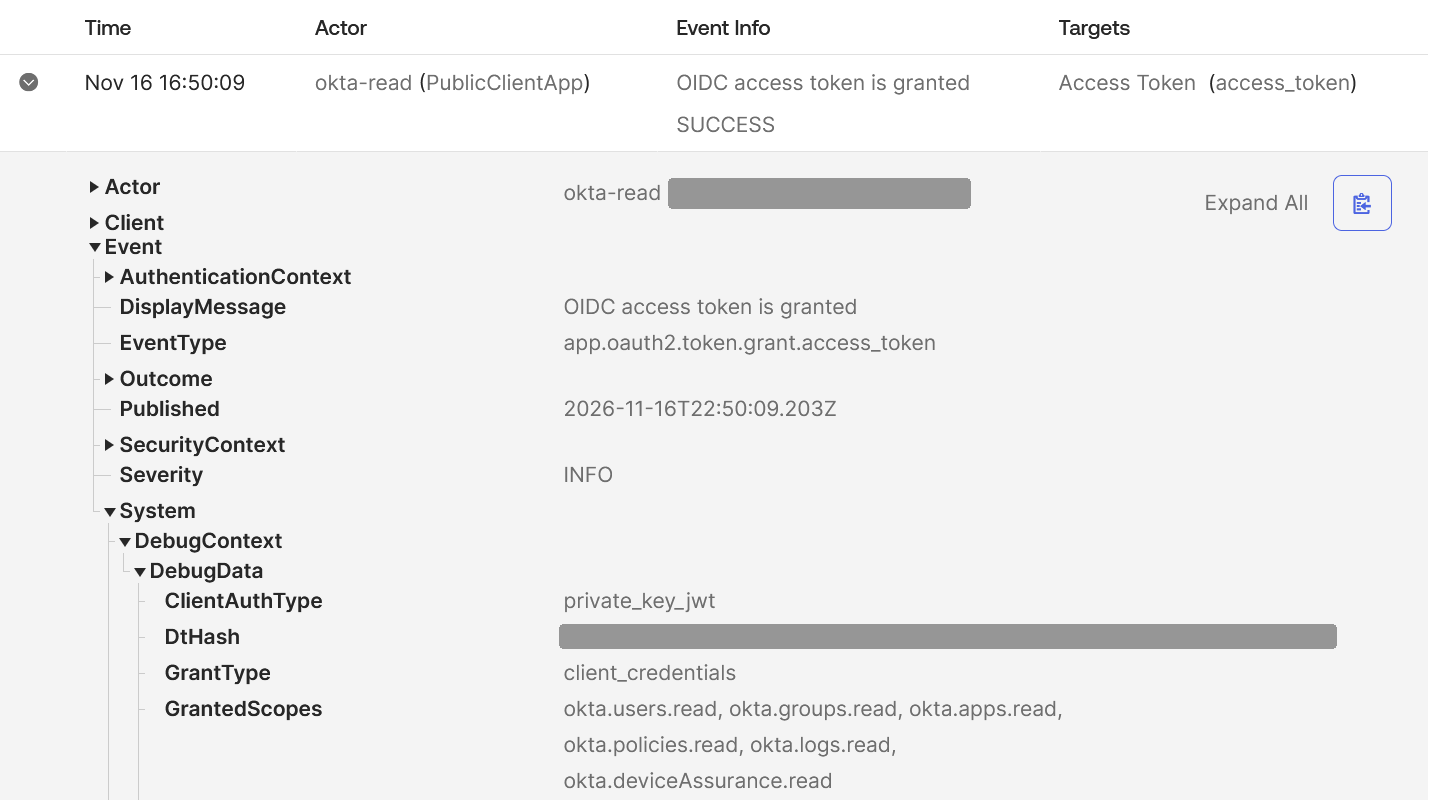 Time Actor Event Info Targets
Nov 16 16:50:09 okta-read (PublicClientApp) OIDC access token is granted Access Token (access_token)
SUCCESS
Actor okta-read
Expand All
Client
Event
AuthenticationContext
DisplayMessage OIDC access token is granted
EventType app.oauth2.token.grant.access_token
Outcome
Published 2026-11-16T22:50:09.203Z
SecurityContext
Severity INFO
System
DebugContext
DebugData
ClientAuthType private_key_jwt
DtHash
GrantType client_credentials
GrantedScopes okta.users.read, okta.groups.read, okta.apps.read,
okta.policies.read, okta.logs.read,
okta.deviceAssurance.read